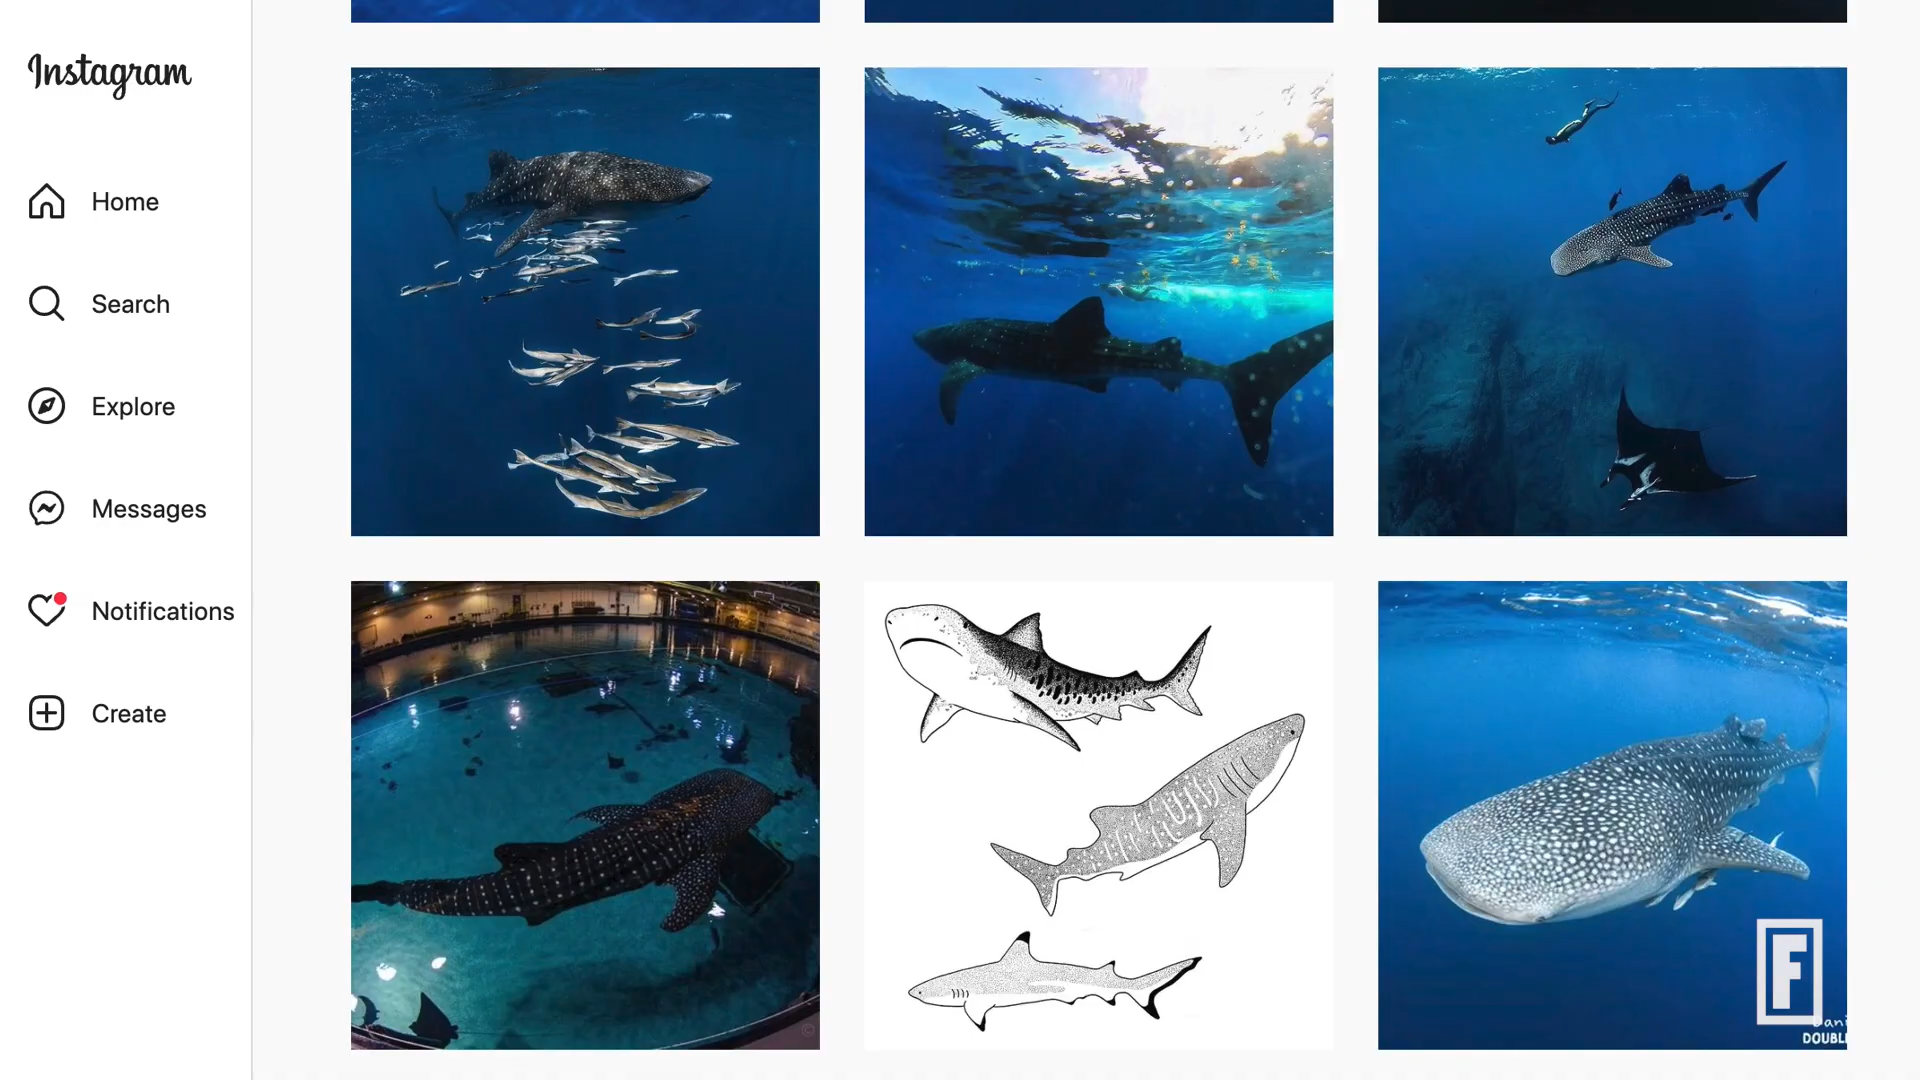 Instagram
Home
Search
Explore
Messages
Notifications
Create
F
DOUBL